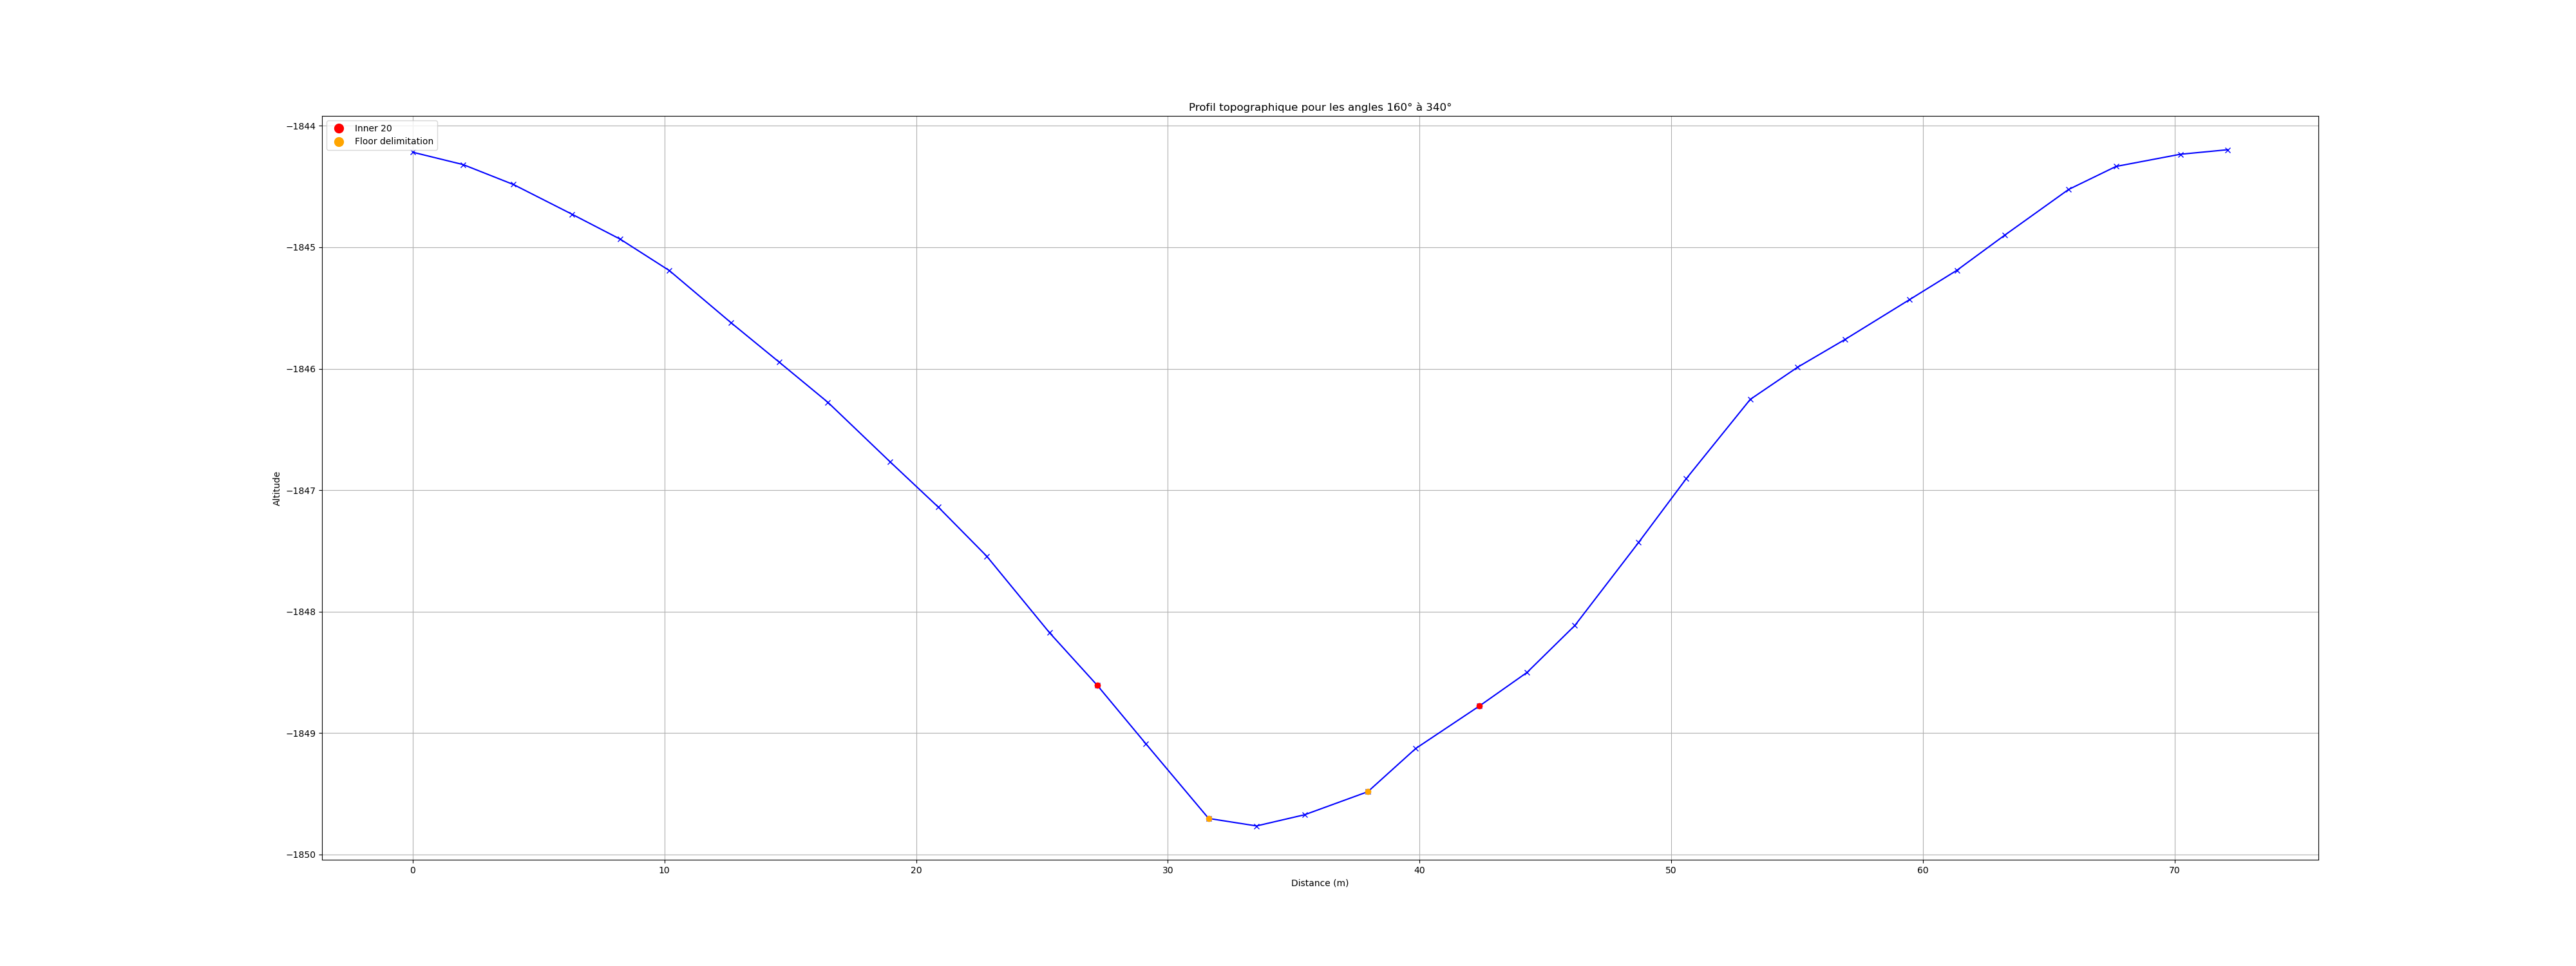 Profil topographique pour les angles 160° à 340°
Inner 20
Floor delimitation
Altitude
−1844
−1845
−1846
−1847
−1848
−1849
−1850
0 10 20 30 40 50 60 70
Distance (m)